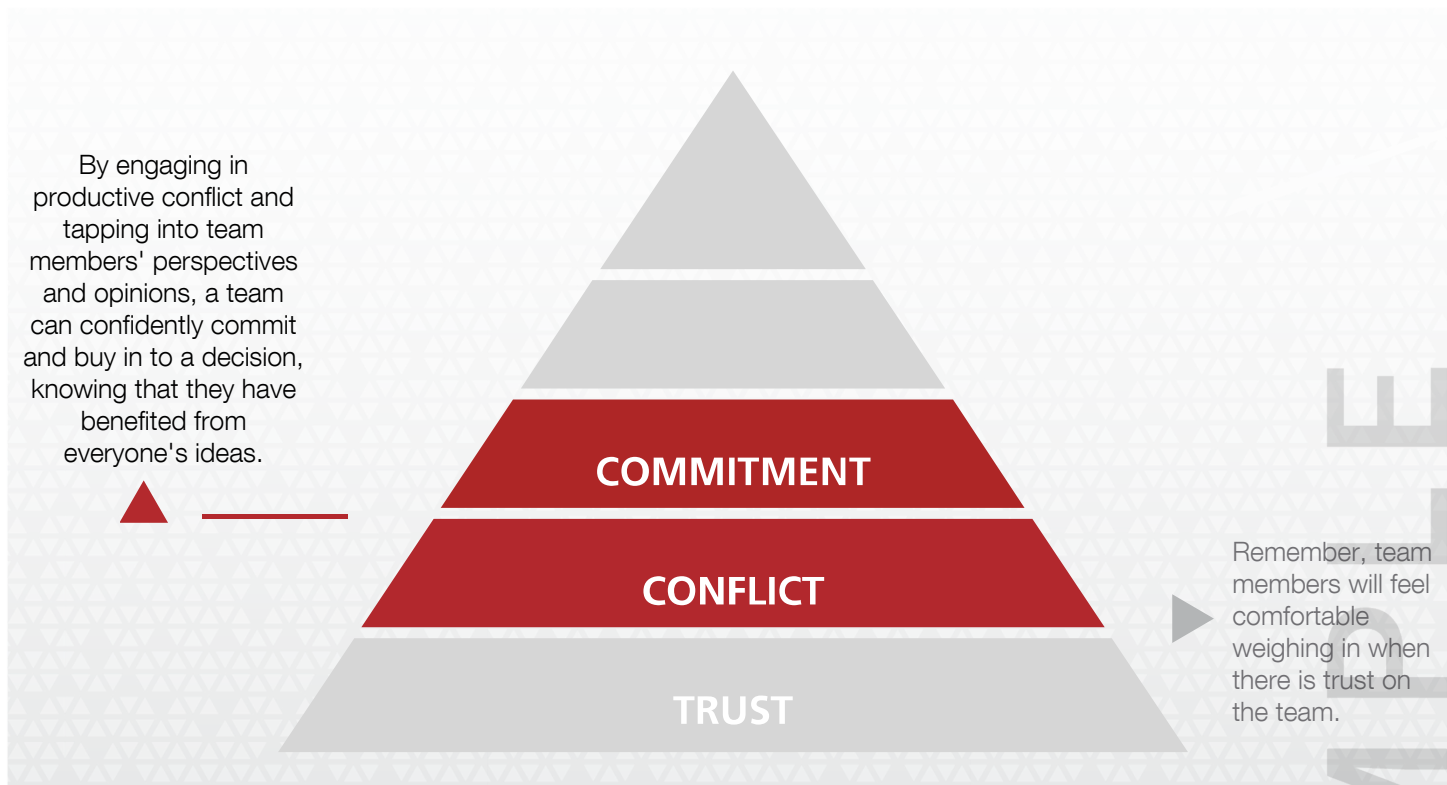 By engaging in
productive conflict and
tapping into team
members' perspectives
and opinions, a team
can confidently commit
and buy in to a decision,
knowing that they have
benefited from
everyone's ideas.
COMMITMENT
CONFLICT
TRUST
Remember, team
members will feel
comfortable
weighing in when
there is trust on
the team.
MPLE